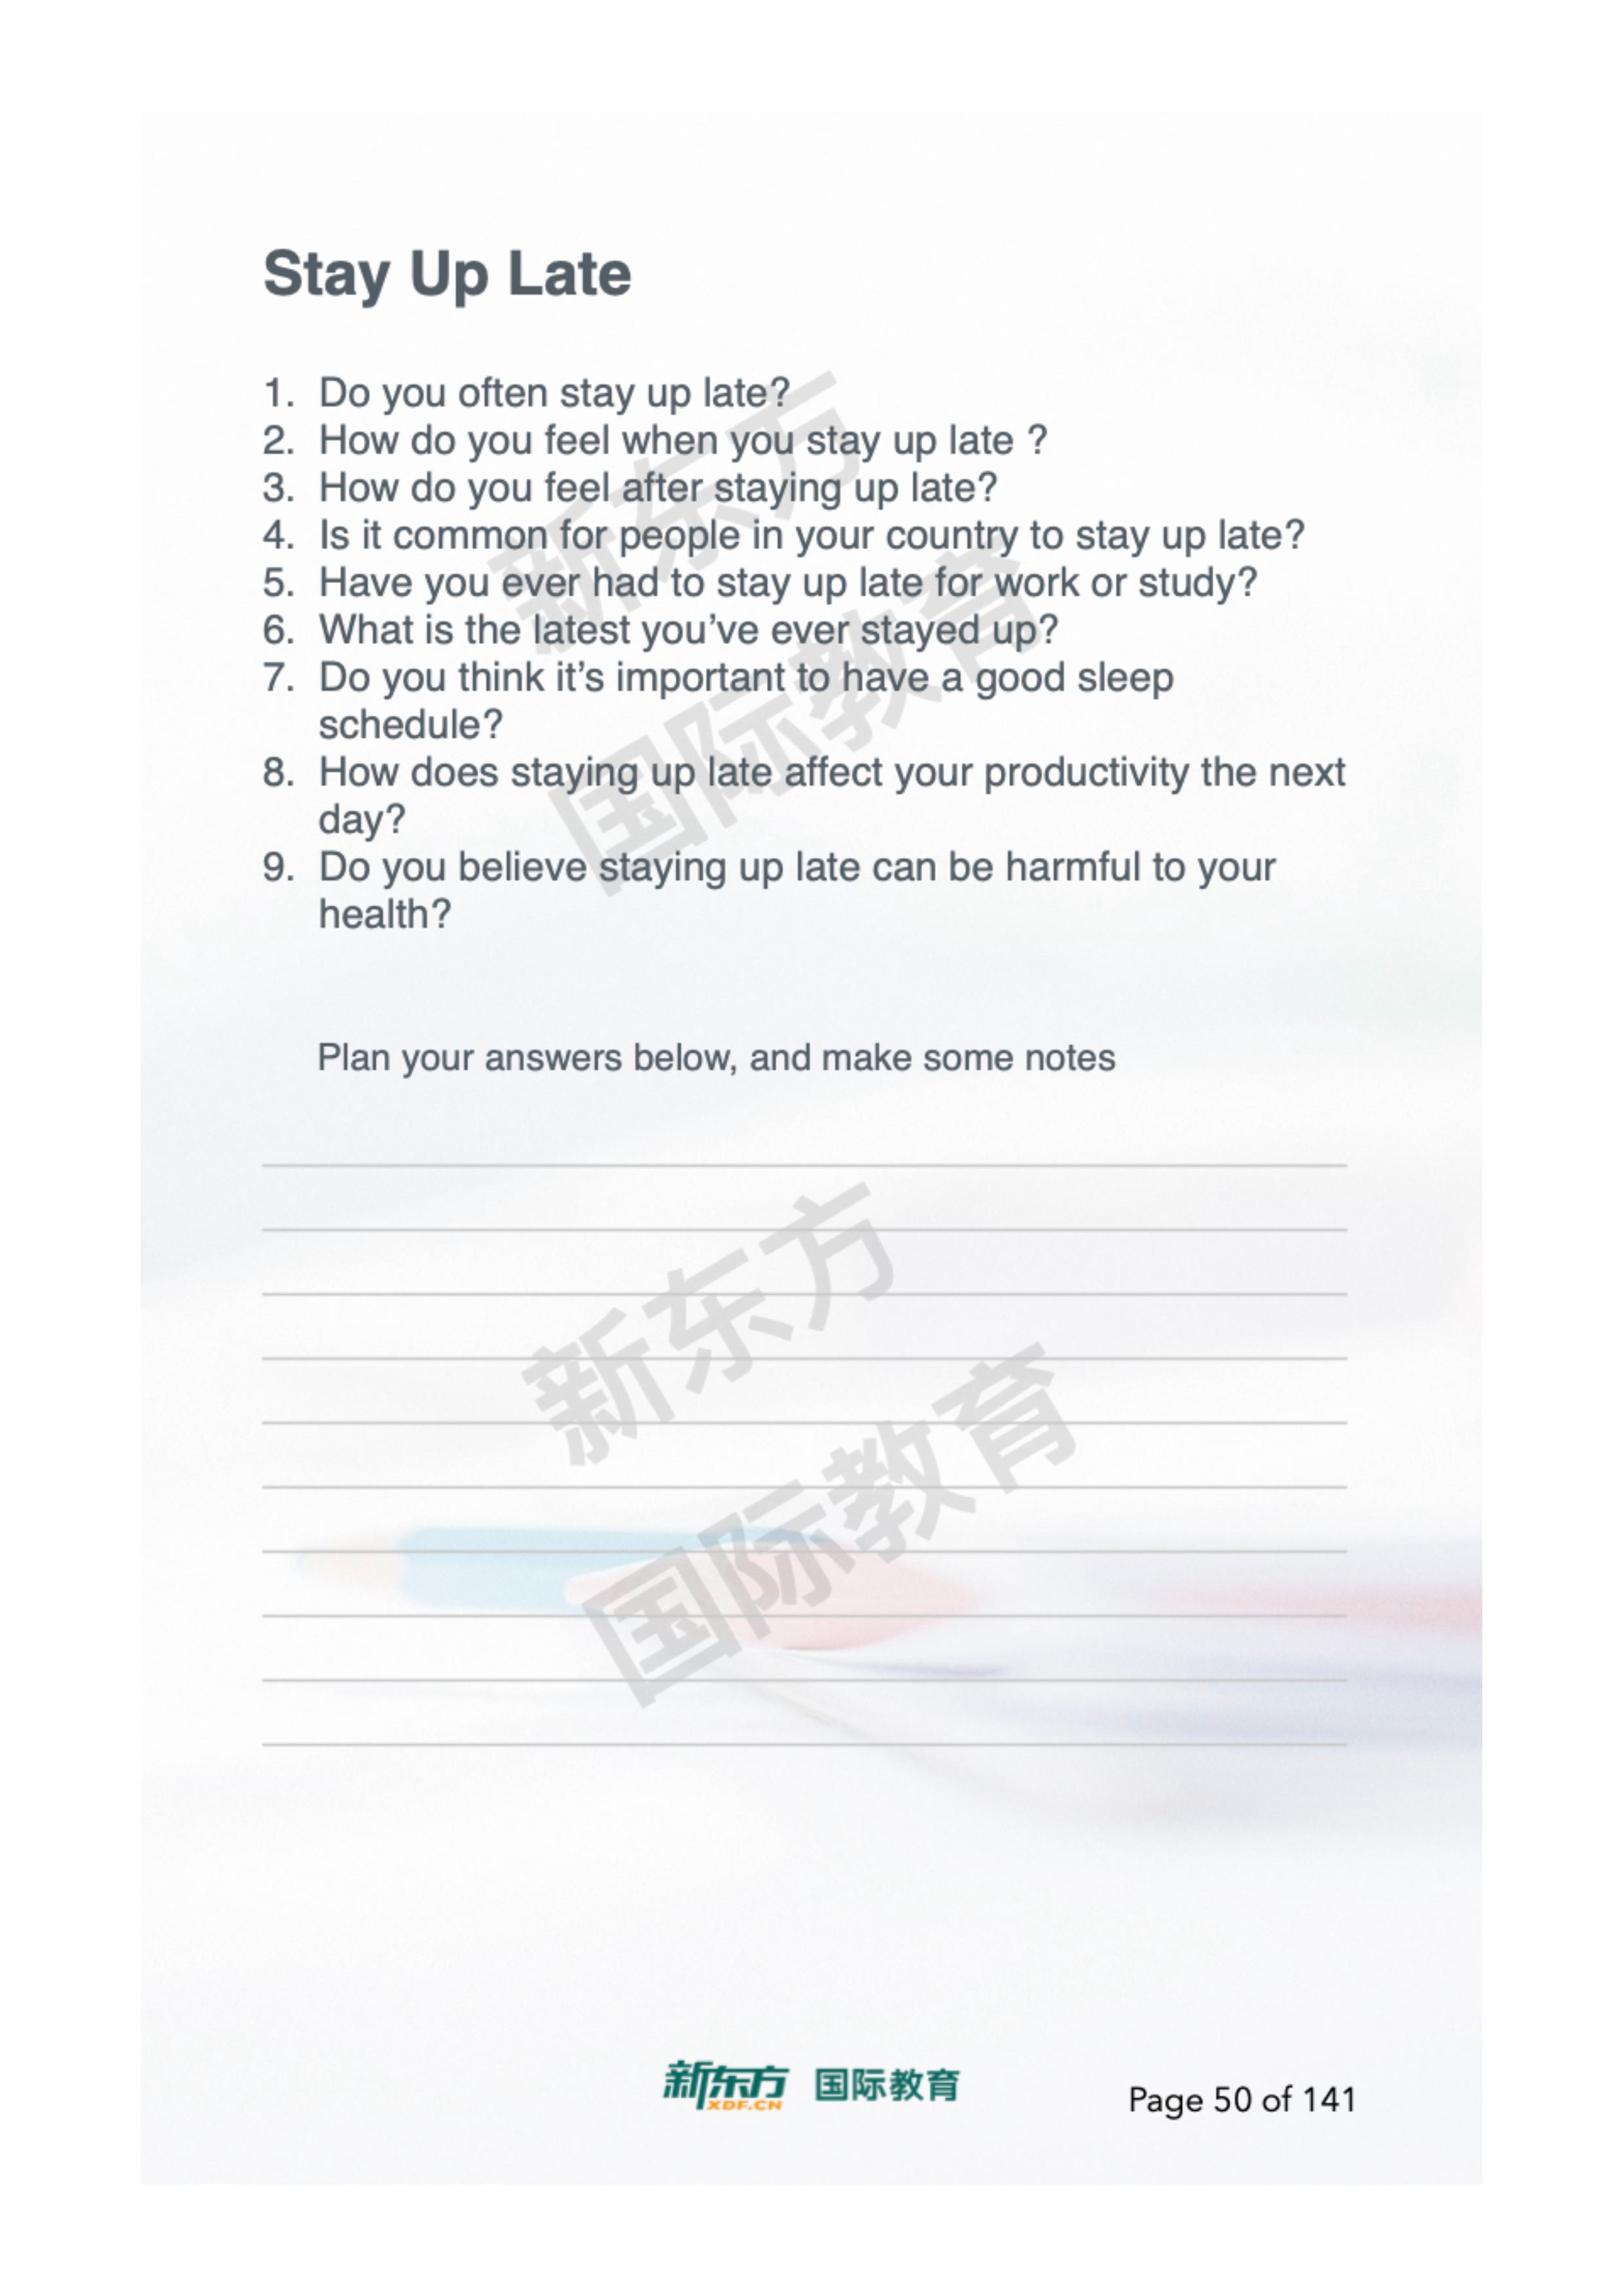 Stay Up Late
1. Do you often stay up late?
2. How do you feel when you stay up late ?
3. How do you feel after staying up late?
4. Is it common for people in your country to stay up late?
5. Have you ever had to stay up late for work or study?
6. What is the latest you’ve ever stayed up?
7. Do you think it’s important to have a good sleep
schedule?
8. How does staying up late affect your productivity the next
day?
9. Do you believe staying up late can be harmful to your
health?
新东方
国际教育
Plan your answers below, and make some notes
新东方
国际教育
新东方 国际教育
XDF.CN
Page 50 of 141